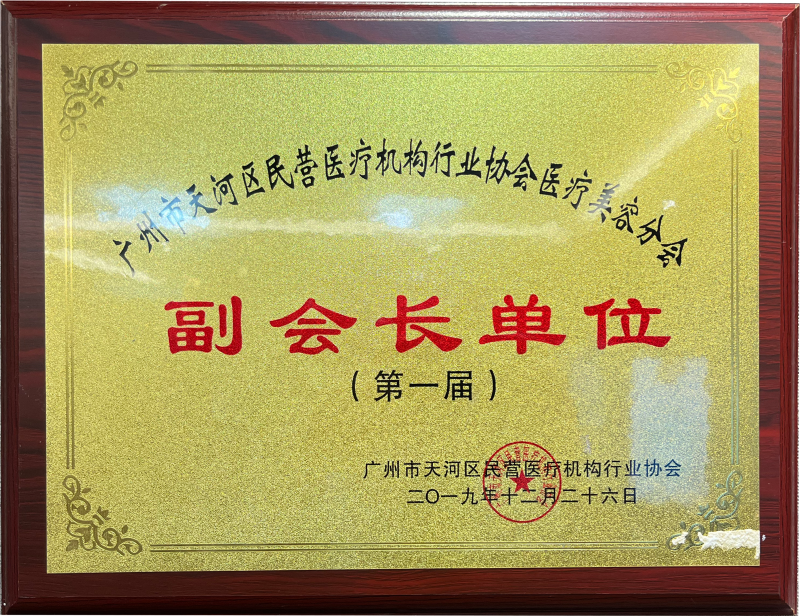 广州市天河区民营医疗机构行业协会医疗美容分会
副会长单位
（第一届）
广州市天河区民营医疗机构行业协会
二〇一九年十二月二十六日